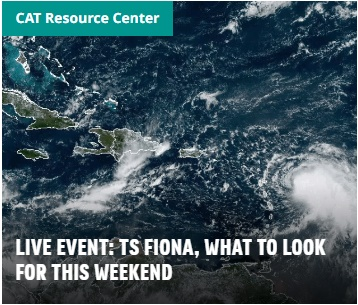 CAT Resource Center
LIVE EVENT: TS FIONA, WHAT TO LOOK
FOR THIS WEEKEND